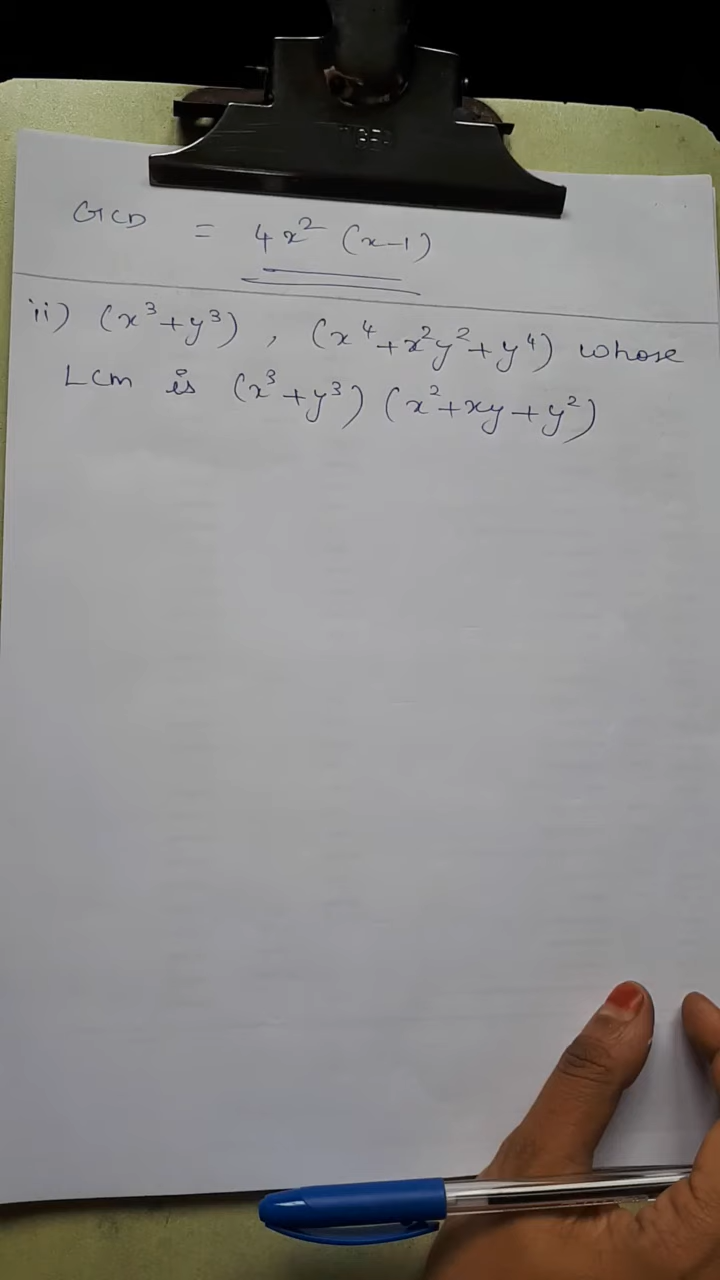 GCD = 4x² (x-1)
ii) (x³+y³) , (x⁴+x²y²+y⁴) whose
LCM is (x³+y³) (x²+xy+y²)